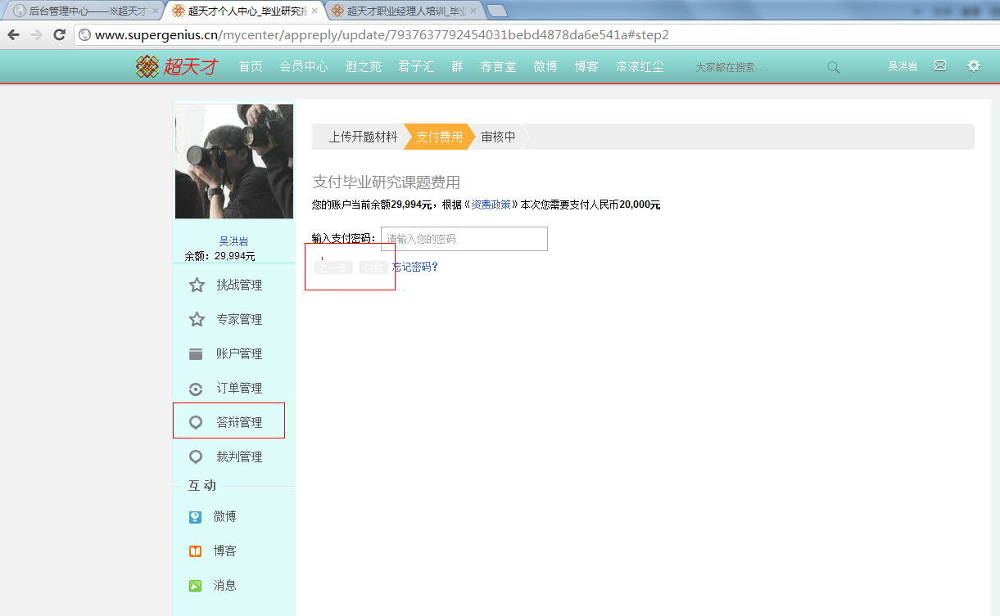 后台管理中心——※超天才
超天才个人中心_毕业研究报
超天才职业经理人培训_毕业
www.supergenius.cn/mycenter/appreply/update/7937637792454031bebd4878da6e541a#step2
超天才 首页 会员中心 遐之苑 君子汇 群 荐言堂 微博 博客 滚滚红尘 大家都在搜索... 吴洪岩
上传开题材料 支付费用 审核中
支付毕业研究课题费用
您的账户当前余额29,994元，根据《资费政策》本次您需要支付人民币20,000元
输入支付密码： 请输入您的密码
上一步 付款 忘记密码?
吴洪岩
余额：29,994元
挑战管理
专家管理
账户管理
订单管理
答辩管理
裁判管理
互 动
微博
博客
消息